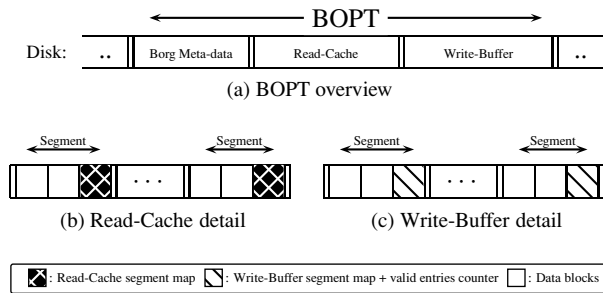 BOPT
Disk: .. Borg Meta-data Read-Cache Write-Buffer ..
(a) BOPT overview
Segment Segment Segment Segment
· · · · · ·
(b) Read-Cache detail (c) Write-Buffer detail
: Read-Cache segment map : Write-Buffer segment map + valid entries counter : Data blocks